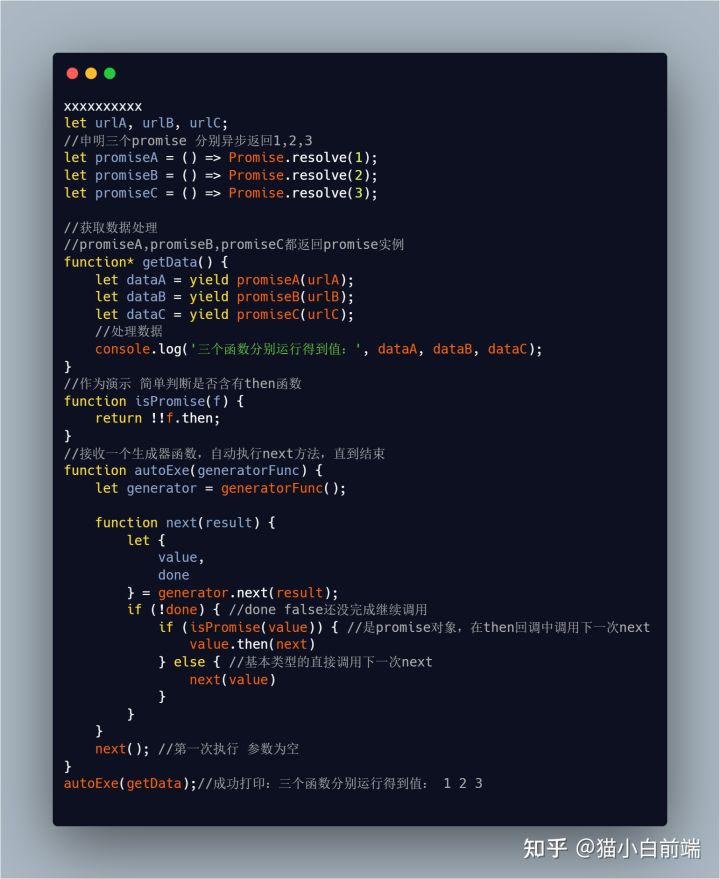 xxxxxxxxxx
let urlA, urlB, urlC;
//申明三个promise 分别异步返回1,2,3
let promiseA = () => Promise.resolve(1);
let promiseB = () => Promise.resolve(2);
let promiseC = () => Promise.resolve(3);

//获取数据处理
//promiseA,promiseB,promiseC都返回promise实例
function* getData() {
    let dataA = yield promiseA(urlA);
    let dataB = yield promiseB(urlB);
    let dataC = yield promiseC(urlC);
    //处理数据
    console.log('三个函数分别运行得到值：', dataA, dataB, dataC);
}
//作为演示 简单判断是否含有then函数
function isPromise(f) {
    return !!f.then;
}
//接收一个生成器函数，自动执行next方法，直到结束
function autoExe(generatorFunc) {
    let generator = generatorFunc();

    function next(result) {
        let {
            value,
            done
        } = generator.next(result);
        if (!done) { //done false还没完成继续调用
            if (isPromise(value)) { //是promise对象，在then回调中调用下一次next
                value.then(next)
            } else { //基本类型的直接调用下一次next
                next(value)
            }
        }
    }
    next(); //第一次执行 参数为空
}
autoExe(getData);//成功打印：三个函数分别运行得到值： 1 2 3
知乎 @猫小白前端